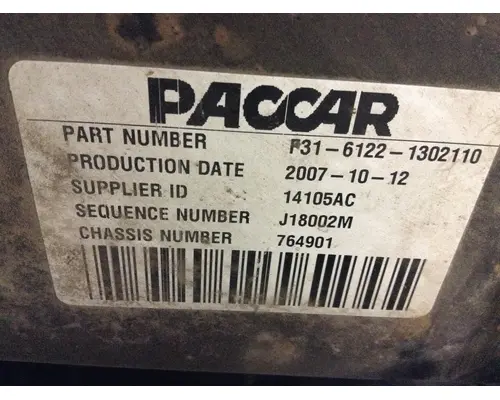 PACCAR
PART NUMBER F31-6122-1302110
PRODUCTION DATE 2007-10-12
SUPPLIER ID 14105AC
SEQUENCE NUMBER J18002M
CHASSIS NUMBER 764901